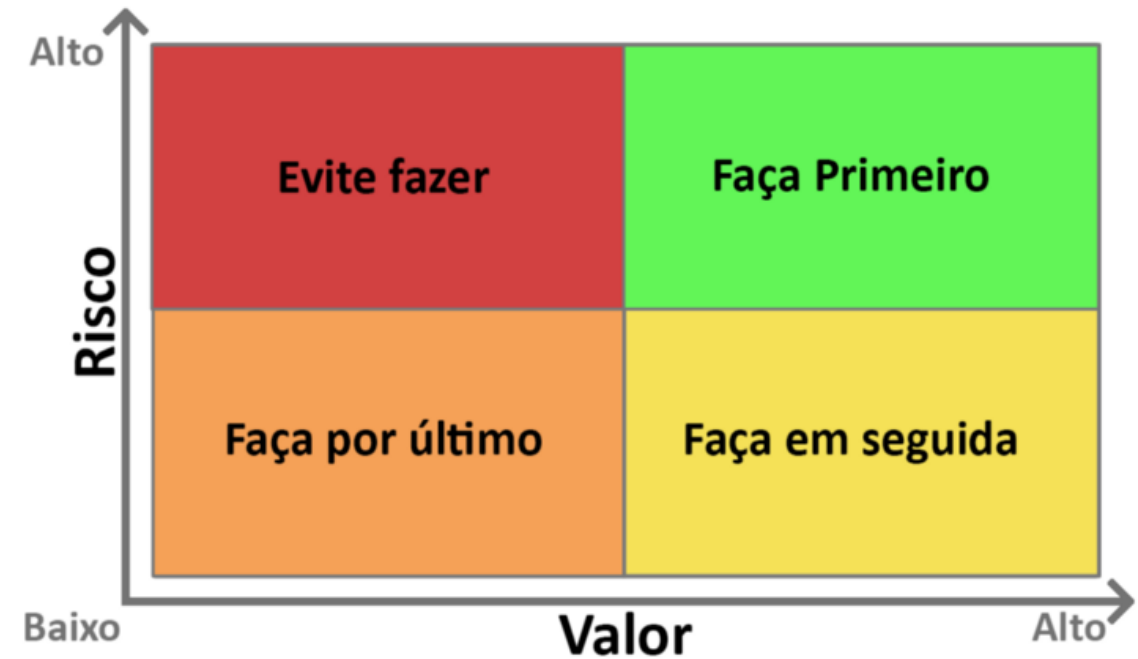 Alto
Evite fazer
Faça Primeiro
Risco
Faça por último
Faça em seguida
Baixo
Valor
Alto